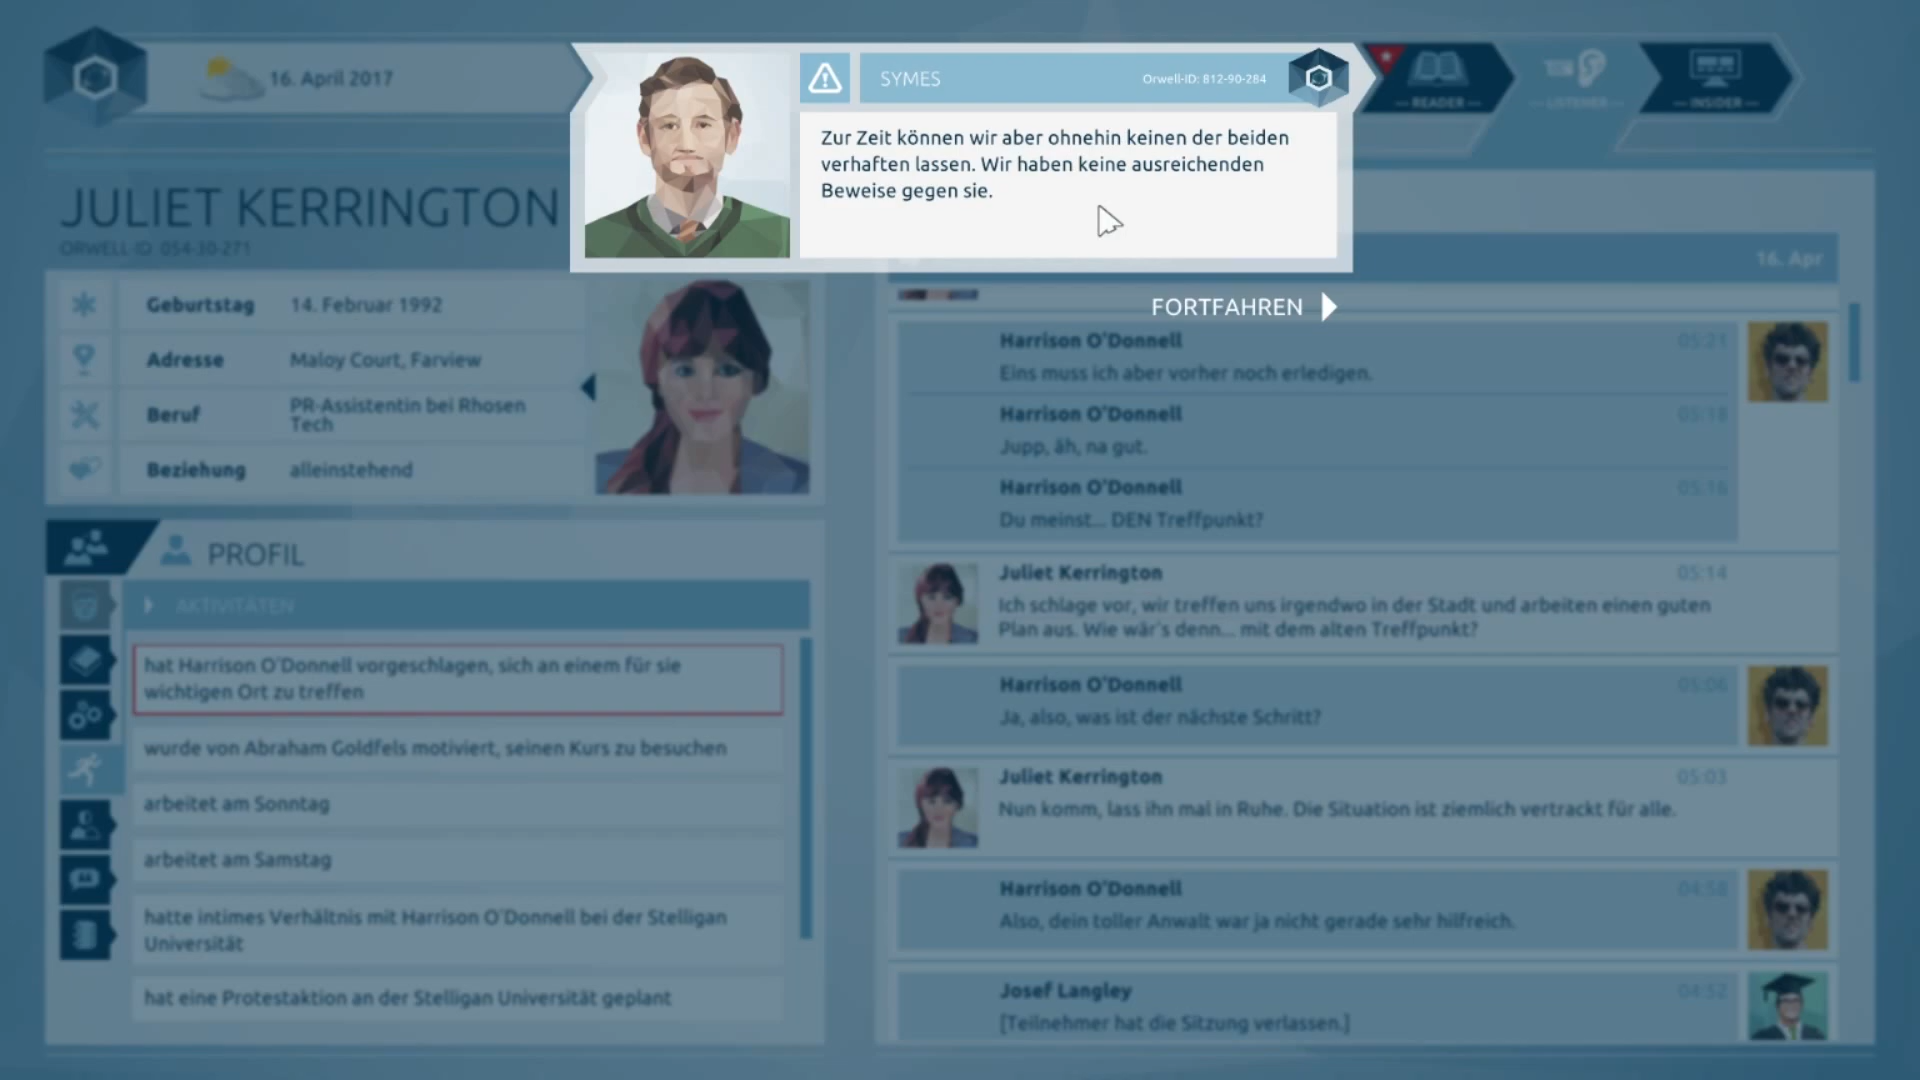 16. April 2017
SYMES
Orwell-ID: 812-90-284
Zur Zeit können wir aber ohnehin keinen der beiden
verhaften lassen. Wir haben keine ausreichenden
Beweise gegen sie.
FORTFAHREN
— READER —
— LISTENER —
— INSIDER —
JULIET KERRINGTON
ORWELL-ID 054-30-271
Geburtstag 14. Februar 1992
Adresse Maloy Court, Farview
Beruf PR-Assistentin bei Rhosen
Tech
Beziehung alleinstehend
PROFIL
AKTIVITÄTEN
hat Harrison O'Donnell vorgeschlagen, sich an einem für sie
wichtigen Ort zu treffen
wurde von Abraham Goldfels motiviert, seinen Kurs zu besuchen
arbeitet am Sonntag
arbeitet am Samstag
hatte intimes Verhältnis mit Harrison O'Donnell bei der Stelligan
Universität
hat eine Protestaktion an der Stelligan Universität geplant
16. Apr
Harrison O'Donnell 05:21
Eins muss ich aber vorher noch erledigen.
Harrison O'Donnell 05:18
Jupp, äh, na gut.
Harrison O'Donnell 05:16
Du meinst... DEN Treffpunkt?
Juliet Kerrington 05:14
Ich schlage vor, wir treffen uns irgendwo in der Stadt und arbeiten einen guten
Plan aus. Wie wär's denn... mit dem alten Treffpunkt?
Harrison O'Donnell 05:06
Ja, also, was ist der nächste Schritt?
Juliet Kerrington 05:03
Nun komm, lass ihn mal in Ruhe. Die Situation ist ziemlich vertrackt für alle.
Harrison O'Donnell 04:58
Also, dein toller Anwalt war ja nicht gerade sehr hilfreich.
Josef Langley 04:52
[Teilnehmer hat die Sitzung verlassen.]